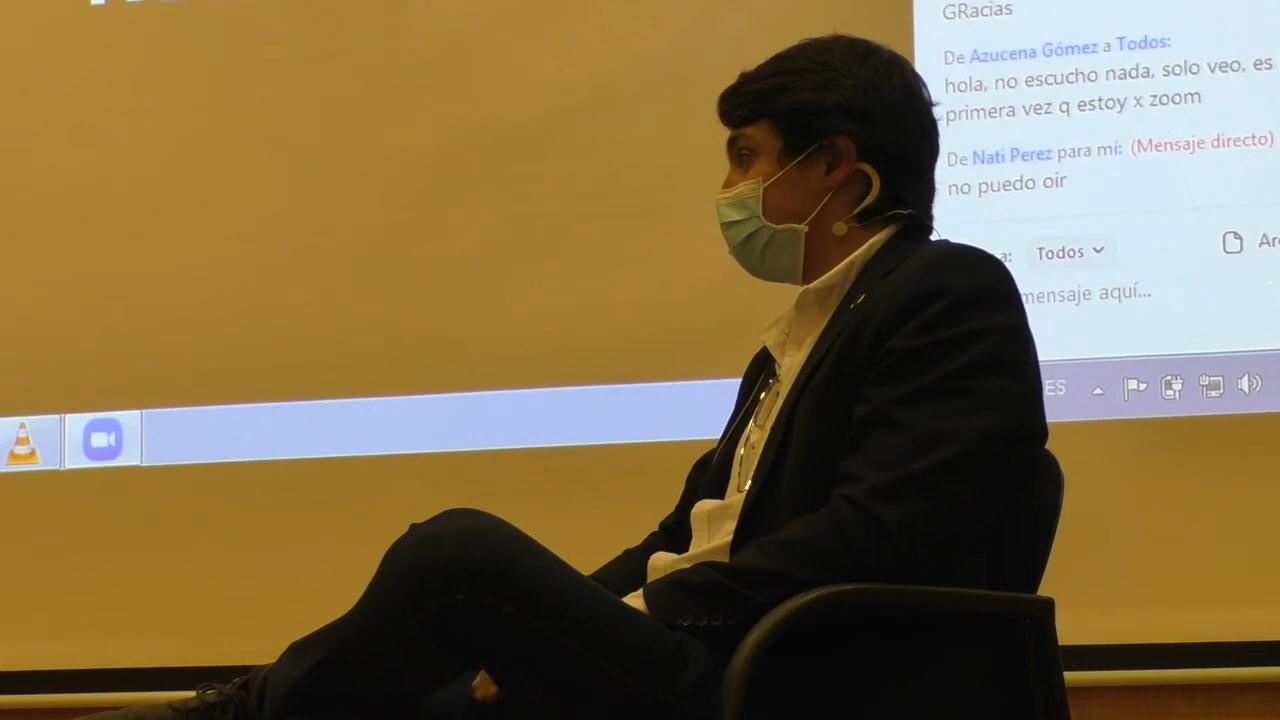 GRacias
De Azucena Gómez a Todos:
hola, no escucho nada, solo veo, es
primera vez q estoy x zoom
De Nati Perez para mí: (Mensaje directo)
no puedo oir
a: Todos
mensaje aquí...
ES